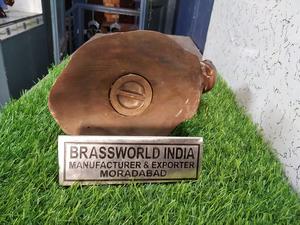 BRASSWORLD INDIA
MANUFACTURER & EXPORTER
MORADABAD